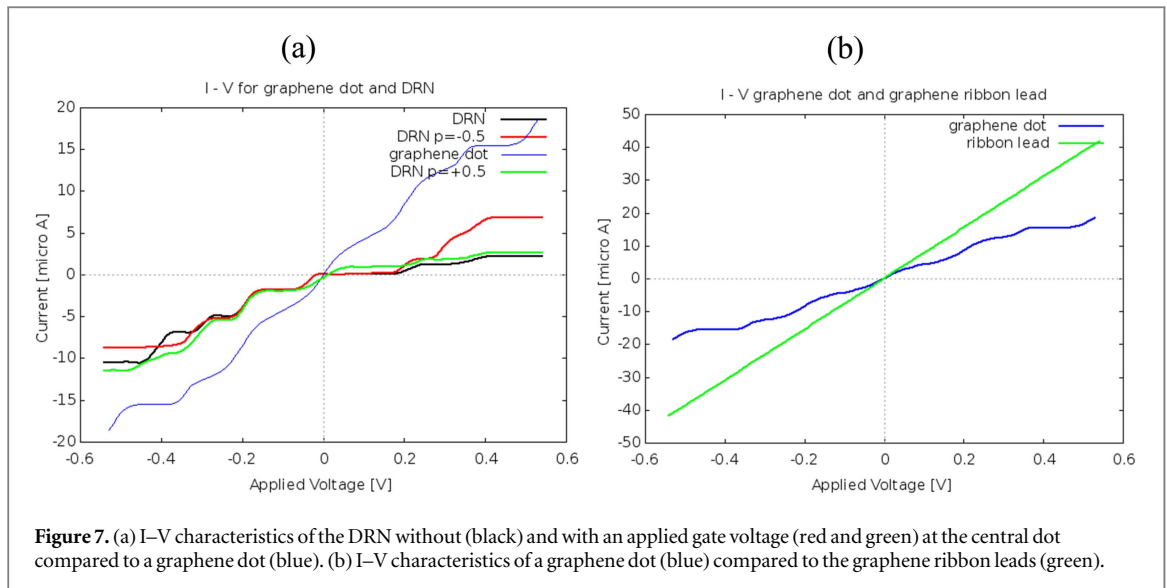 (a)
I - V for graphene dot and DRN
DRN
DRN p=-0.5
graphene dot
DRN p=+0.5
20
15
10
5
0
-5
-10
-15
-20
Current [micro A]
-0.6 -0.4 -0.2 0 0.2 0.4 0.6
Applied Voltage [V]
(b)
I - V graphene dot and graphene ribbon lead
graphene dot
ribbon lead
50
40
30
20
10
0
-10
-20
-30
-40
-50
Current [micro A]
-0.6 -0.4 -0.2 0 0.2 0.4 0.6
Applied Voltage [V]
Figure 7. (a) I–V characteristics of the DRN without (black) and with an applied gate voltage (red and green) at the central dot
compared to a graphene dot (blue). (b) I–V characteristics of a graphene dot (blue) compared to the graphene ribbon leads (green).